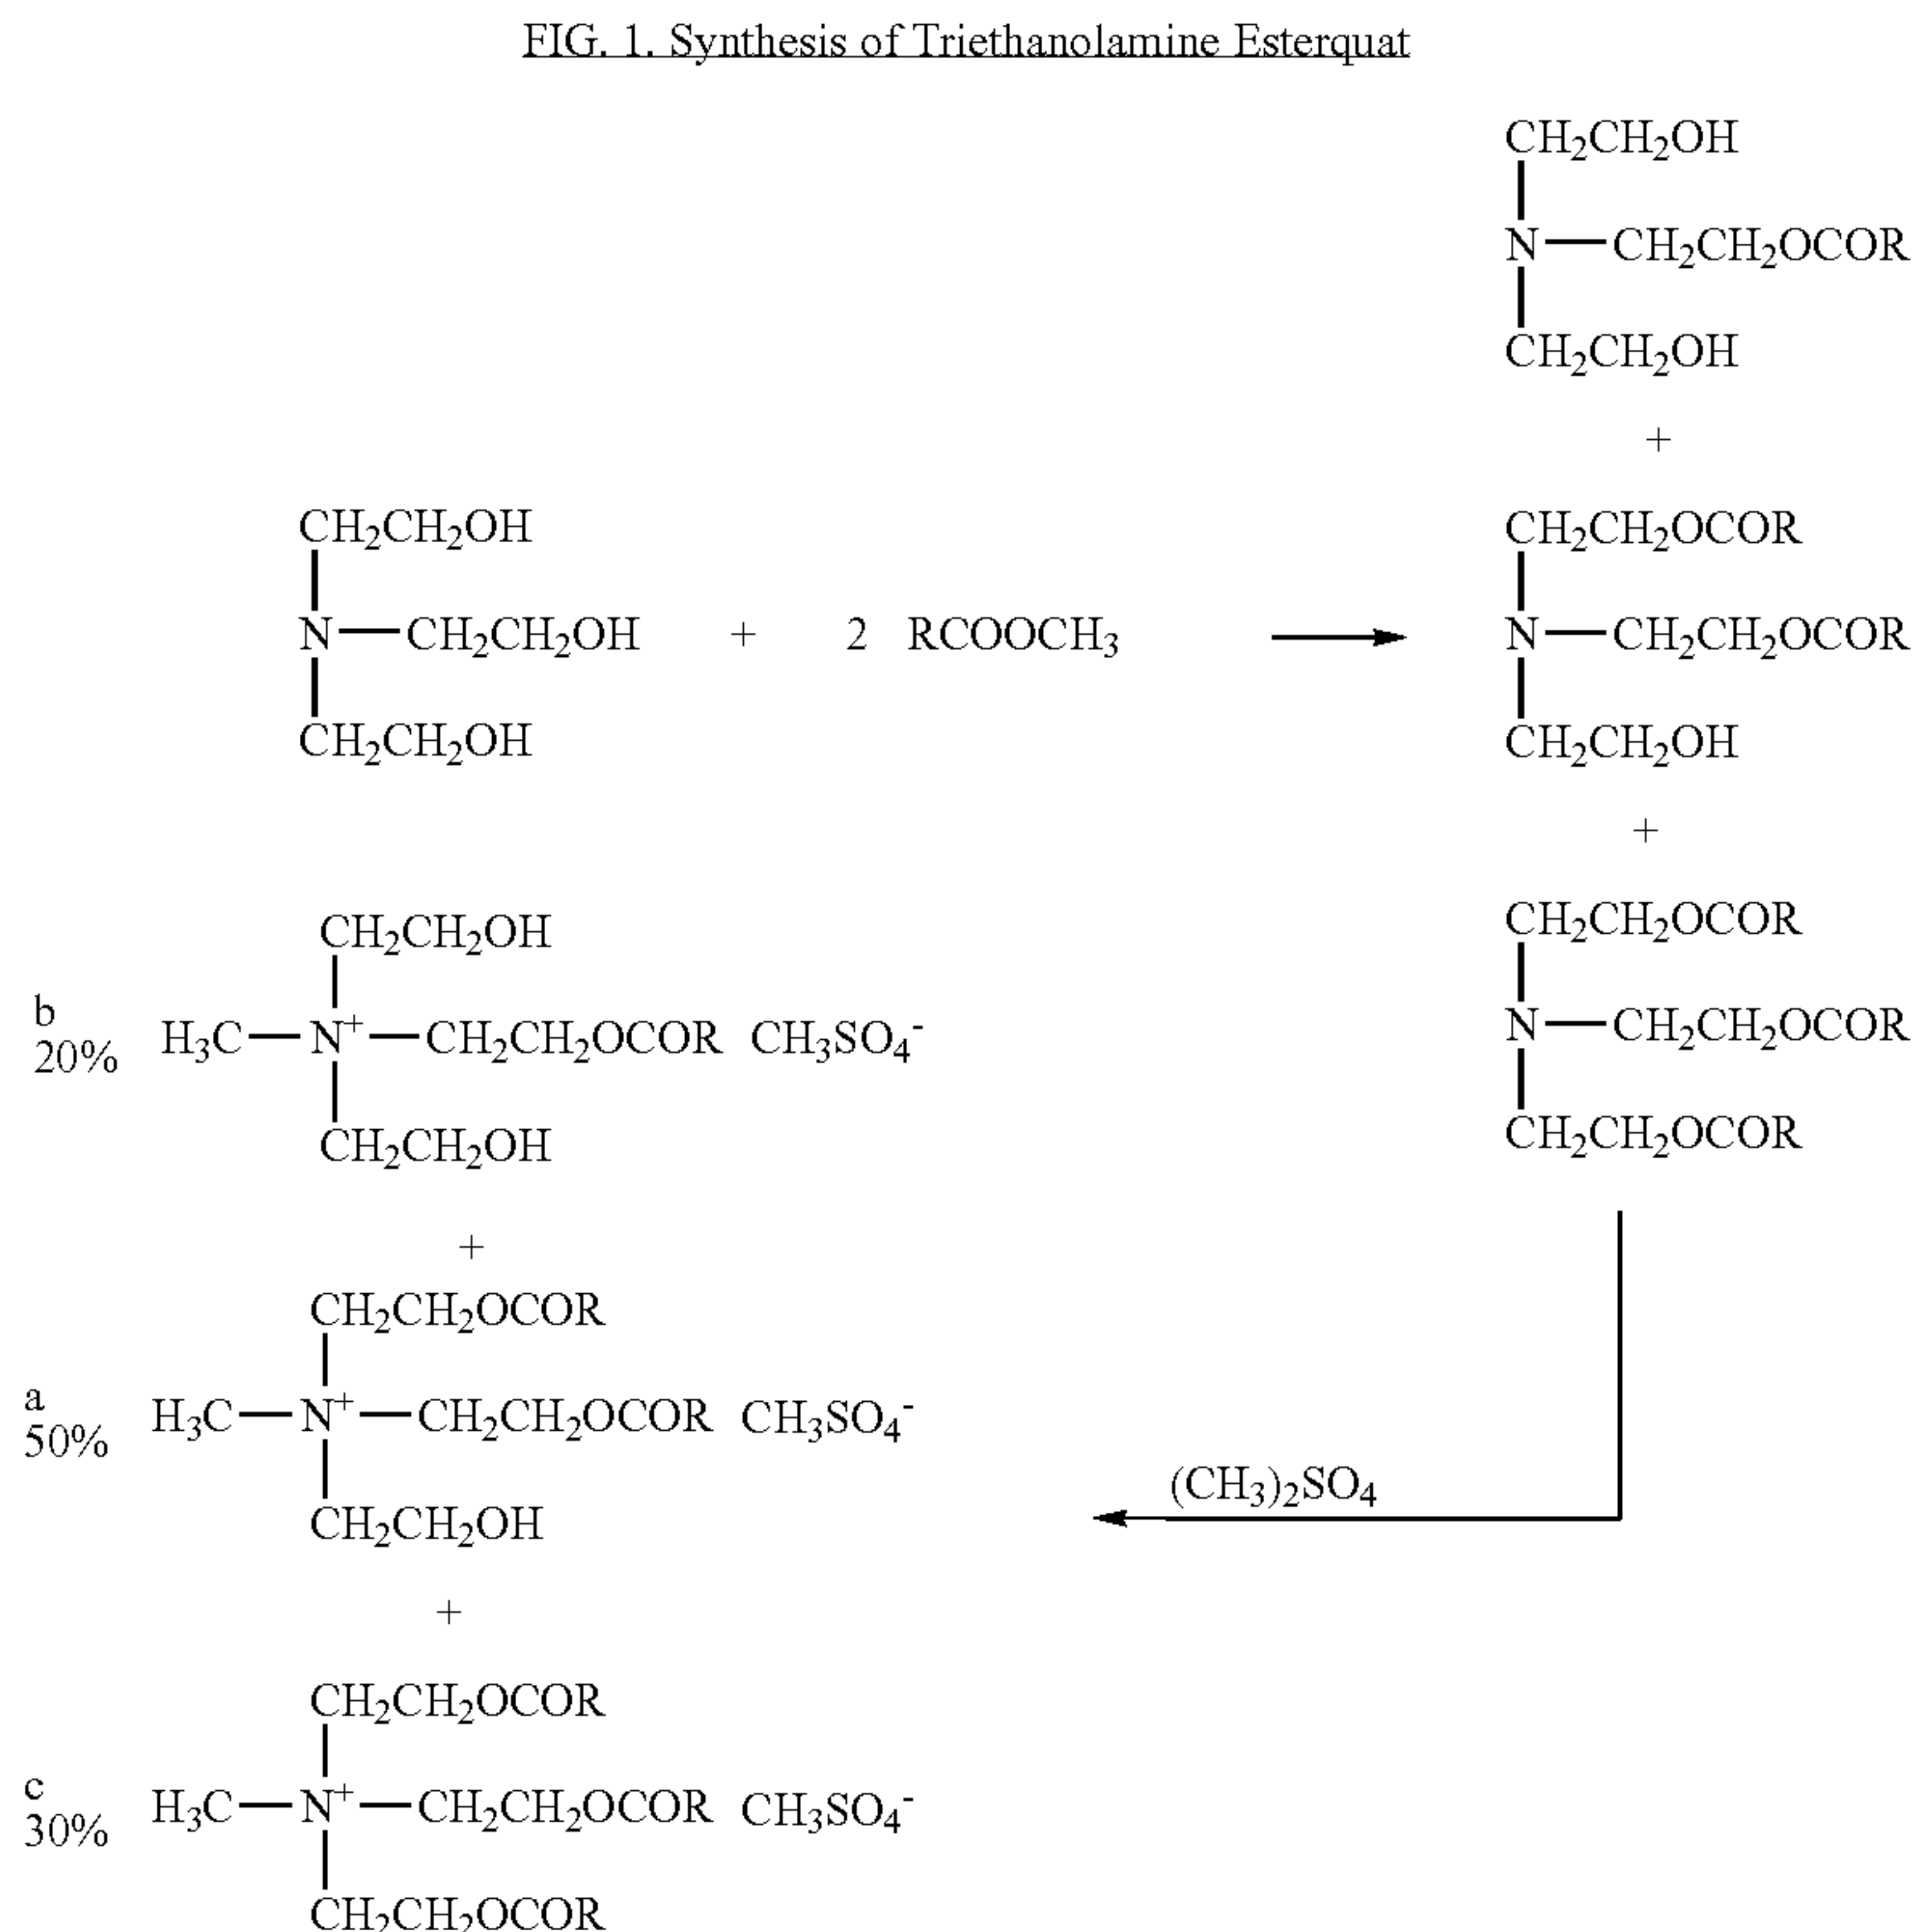 FIG. 1. Synthesis of Triethanolamine Esterquat
CH₂CH₂OH
N—CH₂CH₂OCOR
CH₂CH₂OH
+
CH₂CH₂OH
N—CH₂CH₂OH + 2 RCOOCH₃
CH₂CH₂OH
CH₂CH₂OCOR
N—CH₂CH₂OCOR
CH₂CH₂OH
+
CH₂CH₂OCOR
N—CH₂CH₂OCOR
CH₂CH₂OCOR
(CH₃)₂SO₄
CH₂CH₂OH
b
20% H₃C—N⁺—CH₂CH₂OCOR CH₃SO₄⁻
CH₂CH₂OH
+
CH₂CH₂OCOR
a
50% H₃C—N⁺—CH₂CH₂OCOR CH₃SO₄⁻
CH₂CH₂OH
+
CH₂CH₂OCOR
c
30% H₃C—N⁺—CH₂CH₂OCOR CH₃SO₄⁻
CH₂CH₂OCOR